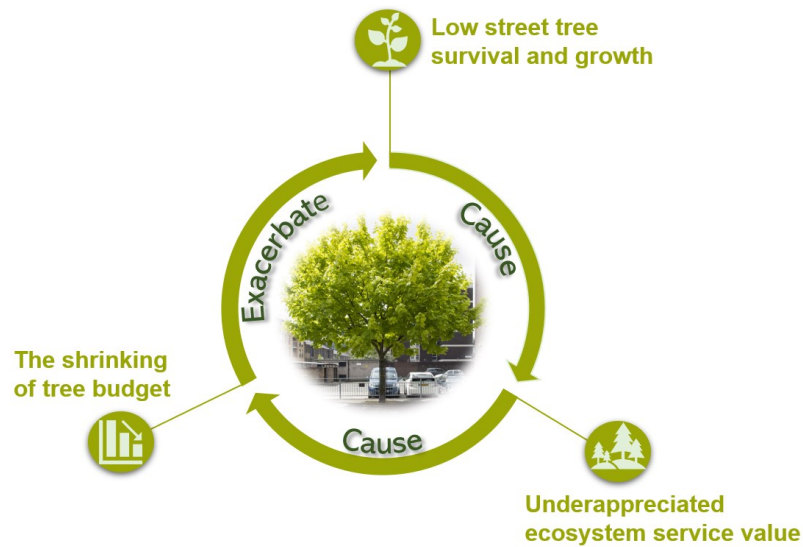 Low street tree
survival and growth
Exacerbate
Cause
The shrinking
of tree budget
Cause
Underappreciated
ecosystem service value